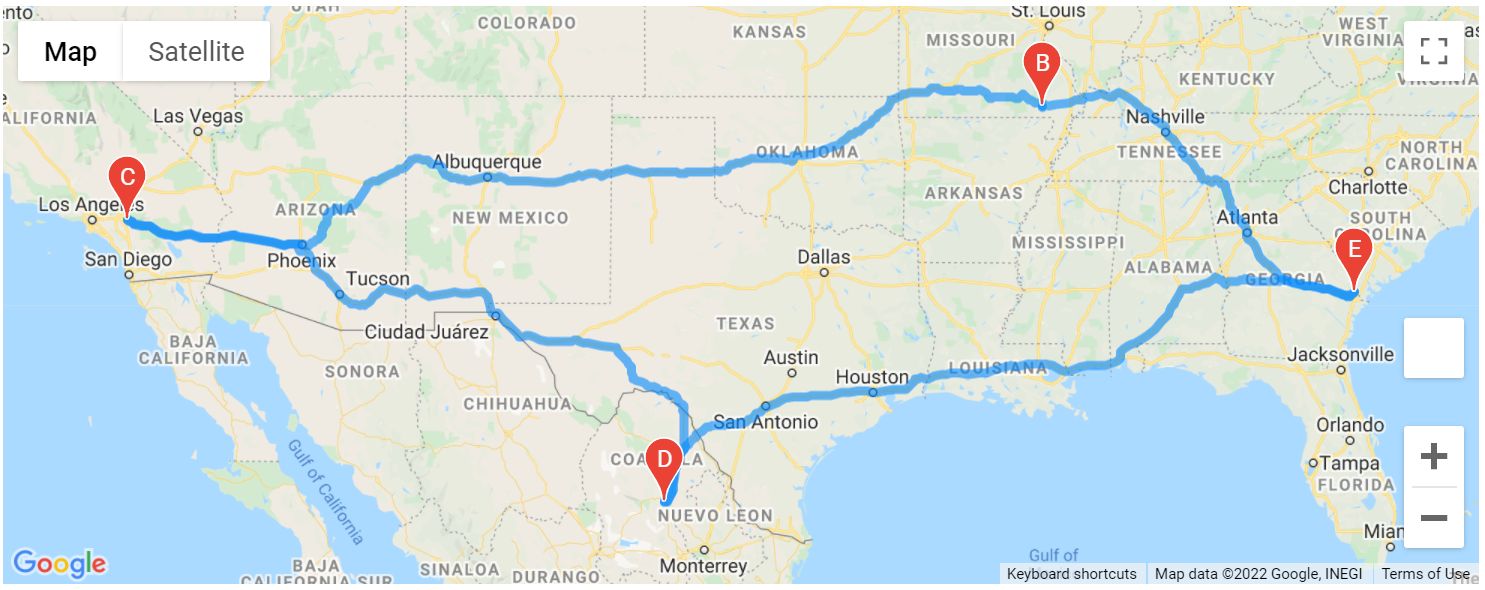 ento
UTAH
COLORADO
KANSAS
St. Louis
MISSOURI
WEST
VIRGINIA
Map
Satellite
B
KENTUCKY
VIRGINIA
ALIFORNIA
Las Vegas
Nashville
TENNESSEE
OKLAHOMA
Albuquerque
NORTH
CAROLINA
C
Charlotte
ARKANSAS
Los Angeles
ARIZONA
NEW MEXICO
Atlanta
SOUTH
CAROLINA
MISSISSIPPI
E
San Diego
Phoenix
Dallas
ALABAMA
GEORGIA
Tucson
TEXAS
Ciudad Juárez
BAJA
CALIFORNIA
SONORA
Austin
Jacksonville
Houston
LOUISIANA
CHIHUAHUA
San Antonio
Orlando
Gulf of California
D
COAHUILA
Tampa
FLORIDA
NUEVO LEON
Miam
Google
BAJA
CALIFORNIA SUR
SINALOA
DURANGO
Monterrey
Gulf of
Keyboard shortcuts
Map data ©2022 Google, INEGI
Terms of Use
The